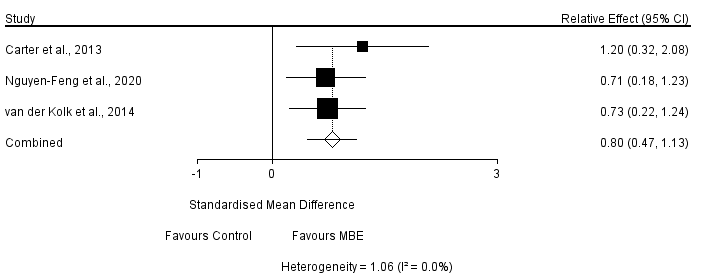 Study Relative Effect (95% CI)
Carter et al., 2013 1.20 (0.32, 2.08)
Nguyen-Feng et al., 2020 0.71 (0.18, 1.23)
van der Kolk et al., 2014 0.73 (0.22, 1.24)
Combined 0.80 (0.47, 1.13)
-1 0 3
Standardised Mean Difference
Favours Control Favours MBE
Heterogeneity = 1.06 (I² = 0.0%)